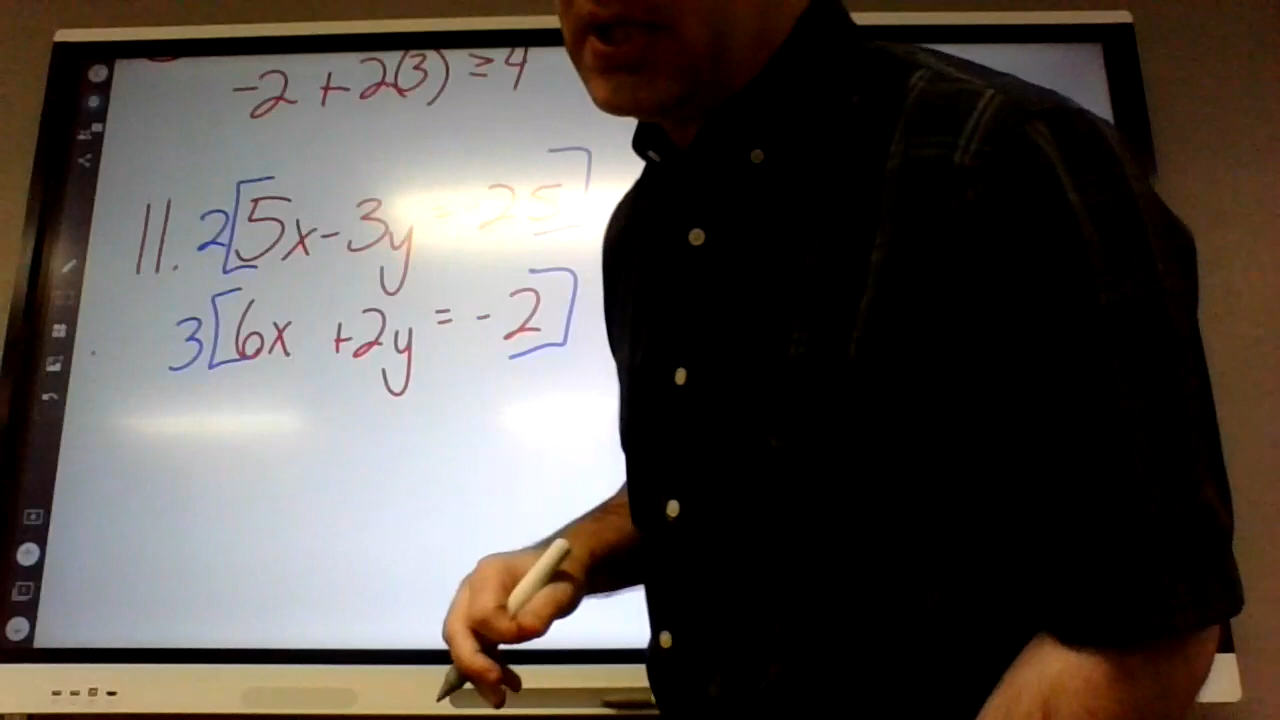 -2 + 2(3) ≥ 4
11. 2[5x - 3y = 25]
3[6x + 2y = -2]